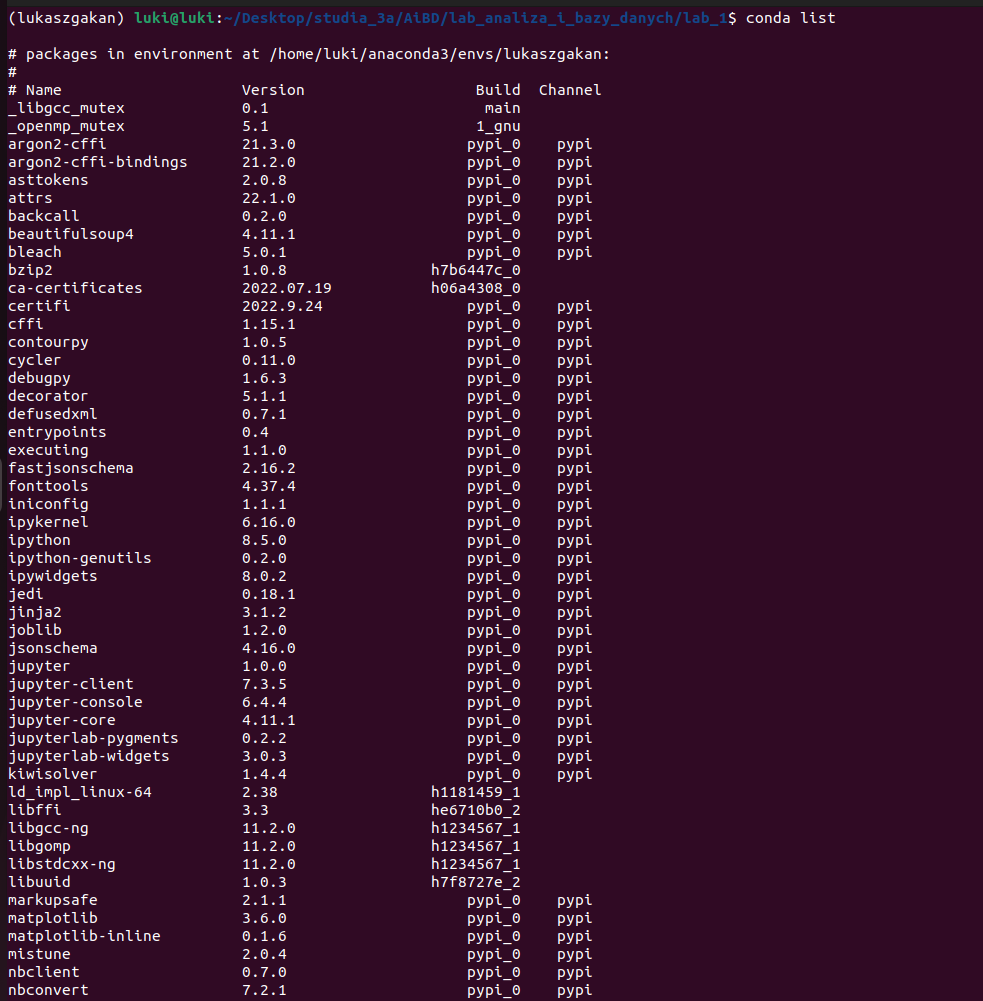 (lukaszgakan) luki@luki:~/Desktop/studia_3a/AiBD/lab_analiza_i_bazy_danych/lab_1$ conda list
# packages in environment at /home/luki/anaconda3/envs/lukaszgakan:
#
# Name Version Build Channel
_libgcc_mutex 0.1 main
_openmp_mutex 5.1 1_gnu
argon2-cffi 21.3.0 pypi_0 pypi
argon2-cffi-bindings 21.2.0 pypi_0 pypi
asttokens 2.0.8 pypi_0 pypi
attrs 22.1.0 pypi_0 pypi
backcall 0.2.0 pypi_0 pypi
beautifulsoup4 4.11.1 pypi_0 pypi
bleach 5.0.1 pypi_0 pypi
bzip2 1.0.8 h7b6447c_0
ca-certificates 2022.07.19 h06a4308_0
certifi 2022.9.24 pypi_0 pypi
cffi 1.15.1 pypi_0 pypi
contourpy 1.0.5 pypi_0 pypi
cycler 0.11.0 pypi_0 pypi
debugpy 1.6.3 pypi_0 pypi
decorator 5.1.1 pypi_0 pypi
defusedxml 0.7.1 pypi_0 pypi
entrypoints 0.4 pypi_0 pypi
executing 1.1.0 pypi_0 pypi
fastjsonschema 2.16.2 pypi_0 pypi
fonttools 4.37.4 pypi_0 pypi
iniconfig 1.1.1 pypi_0 pypi
ipykernel 6.16.0 pypi_0 pypi
ipython 8.5.0 pypi_0 pypi
ipython-genutils 0.2.0 pypi_0 pypi
ipywidgets 8.0.2 pypi_0 pypi
jedi 0.18.1 pypi_0 pypi
jinja2 3.1.2 pypi_0 pypi
joblib 1.2.0 pypi_0 pypi
jsonschema 4.16.0 pypi_0 pypi
jupyter 1.0.0 pypi_0 pypi
jupyter-client 7.3.5 pypi_0 pypi
jupyter-console 6.4.4 pypi_0 pypi
jupyter-core 4.11.1 pypi_0 pypi
jupyterlab-pygments 0.2.2 pypi_0 pypi
jupyterlab-widgets 3.0.3 pypi_0 pypi
kiwisolver 1.4.4 pypi_0 pypi
ld_impl_linux-64 2.38 h1181459_1
libffi 3.3 he6710b0_2
libgcc-ng 11.2.0 h1234567_1
libgomp 11.2.0 h1234567_1
libstdcxx-ng 11.2.0 h1234567_1
libuuid 1.0.3 h7f8727e_2
markupsafe 2.1.1 pypi_0 pypi
matplotlib 3.6.0 pypi_0 pypi
matplotlib-inline 0.1.6 pypi_0 pypi
mistune 2.0.4 pypi_0 pypi
nbclient 0.7.0 pypi_0 pypi
nbconvert 7.2.1 pypi_0 pypi